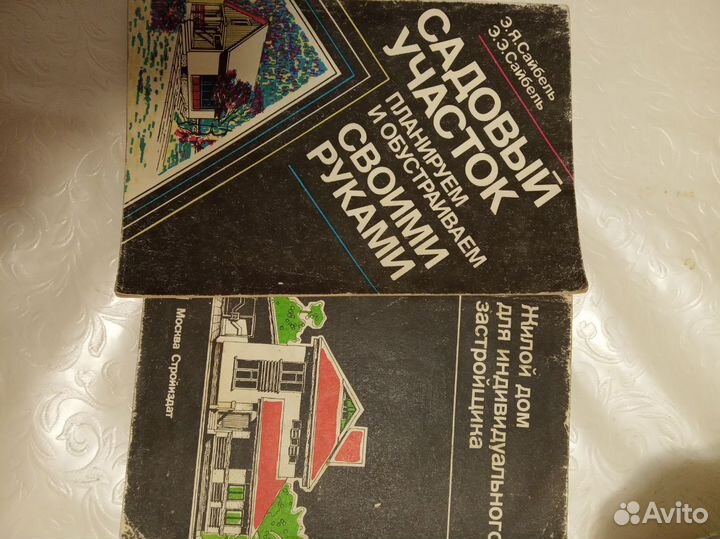 Э.Я.Сайбель
Э.Э.Сайбель
САДОВЫЙ
УЧАСТОК
ПЛАНИРУЕМ
И ОБУСТРАИВАЕМ
СВОИМИ
РУКАМИ
Жилой дом
для индивидуального
застройщика
Москва Стройиздат
Avito